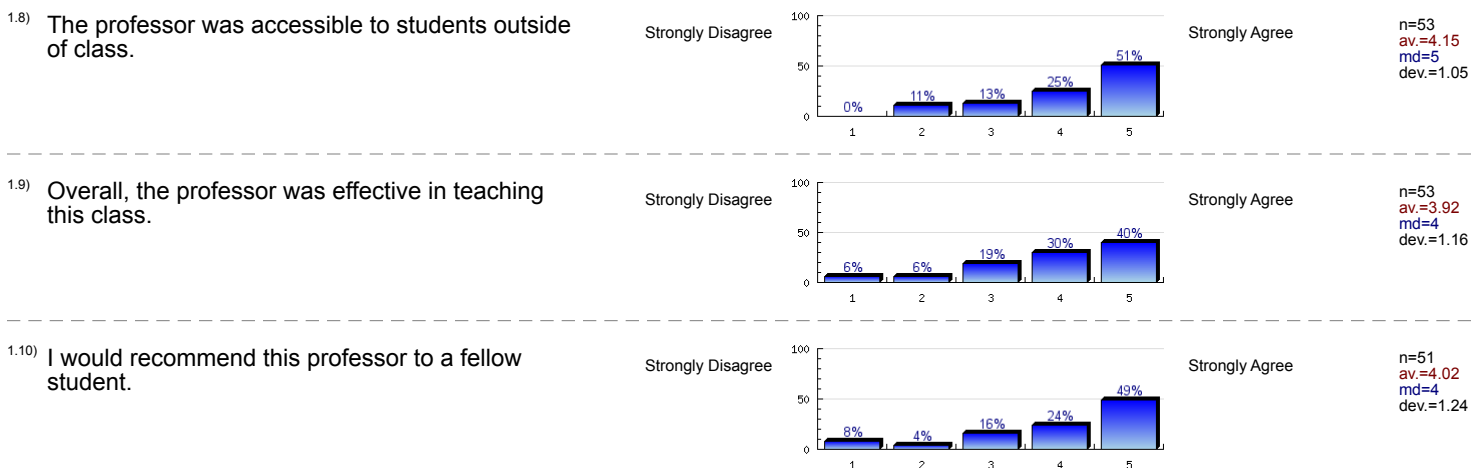 1.8) The professor was accessible to students outside
of class.
Strongly Disagree
100
50
0
0%
11%
13%
25%
51%
1 2 3 4 5
Strongly Agree
n=53
av.=4.15
md=5
dev.=1.05
1.9) Overall, the professor was effective in teaching
this class.
Strongly Disagree
100
50
0
6%
6%
19%
30%
40%
1 2 3 4 5
Strongly Agree
n=53
av.=3.92
md=4
dev.=1.16
1.10) I would recommend this professor to a fellow
student.
Strongly Disagree
100
50
0
8%
4%
16%
24%
49%
1 2 3 4 5
Strongly Agree
n=51
av.=4.02
md=4
dev.=1.24